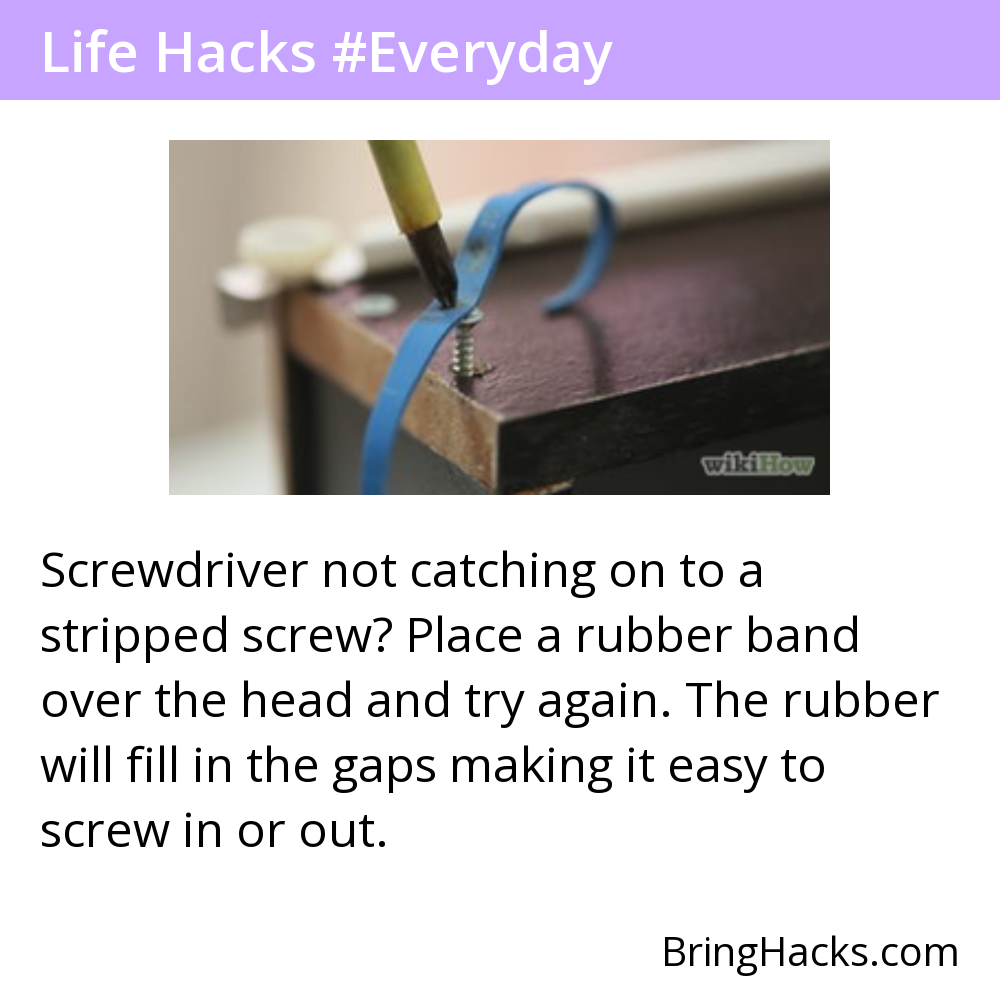 Life Hacks #Everyday
wikiHow
Screwdriver not catching on to a
stripped screw? Place a rubber band
over the head and try again. The rubber
will fill in the gaps making it easy to
screw in or out.
BringHacks.com